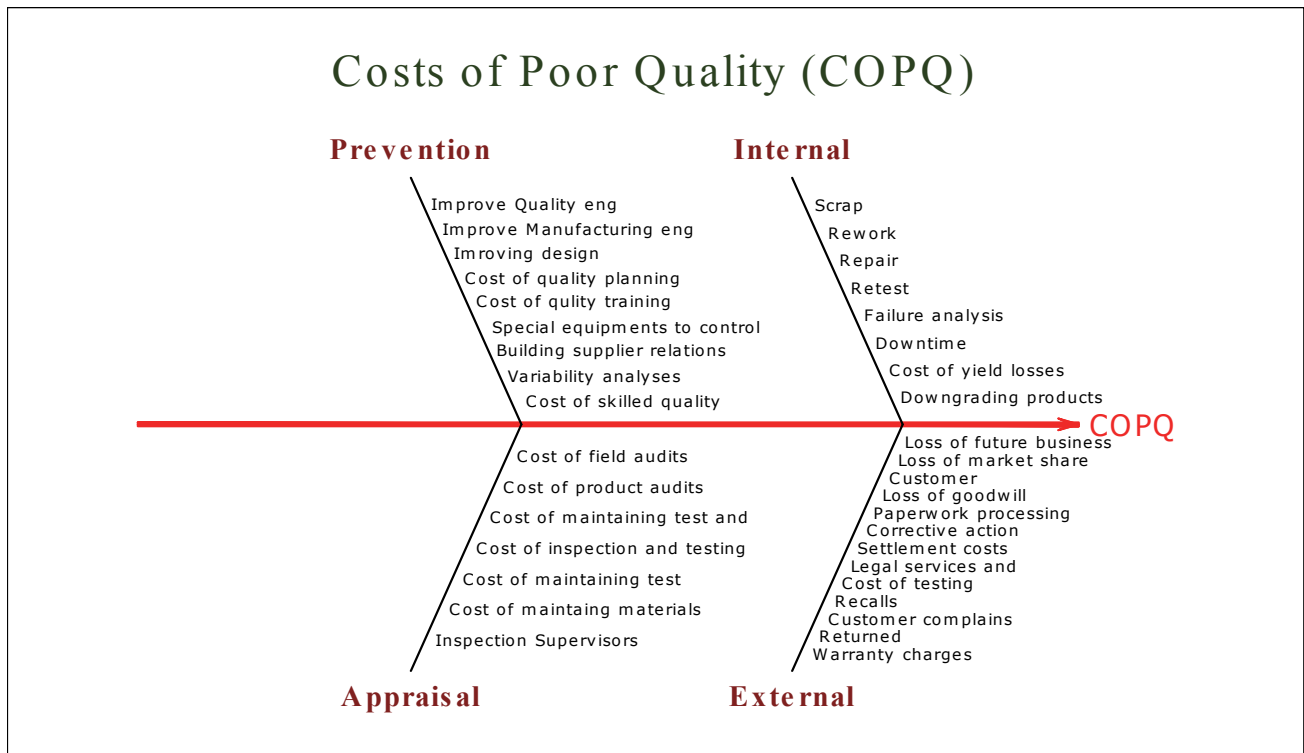 Costs of Poor Quality (COPQ)
Prevention
Improve Quality eng
Improve Manufacturing eng
Imroving design
Cost of quality planning
Cost of qulity training
Special equipments to control
Building supplier relations
Variability analyses
Cost of skilled quality
Internal
Scrap
Rework
Repair
Retest
Failure analysis
Downtime
Cost of yield losses
Downgrading products
COPQ
Cost of field audits
Cost of product audits
Cost of maintaining test and
Cost of inspection and testing
Cost of maintaining test
Cost of maintaing materials
Inspection Supervisors
Appraisal
Loss of future business
Loss of market share
Customer
Loss of goodwill
Paperwork processing
Corrective action
Settlement costs
Legal services and
Cost of testing
Recalls
Customer complains
Returned
Warranty charges
External